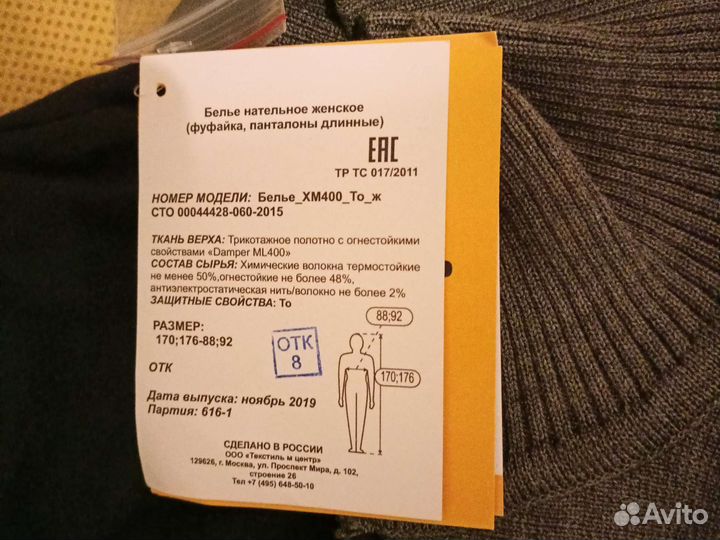 Белье нательное женское
(фуфайка, панталоны длинные)
ЕАС
ТР ТС 017/2011
НОМЕР МОДЕЛИ: Белье_ХМ400_То_ж
СТО 00044428-060-2015
ТКАНЬ ВЕРХА: Трикотажное полотно с огнестойкими
свойствами «Damper ML400»
СОСТАВ СЫРЬЯ: Химические волокна термостойкие
не менее 50%,огнестойкие не более 48%,
антиэлектростатическая нить/волокно не более 2%
ЗАЩИТНЫЕ СВОЙСТВА: То
РАЗМЕР:
170;176-88;92
ОТК
ОТК
8
88;92
170;176
Дата выпуска: ноябрь 2019
Партия: 616-1
СДЕЛАНО В РОССИИ
ООО «Текстиль м центр»
129626, г. Москва, ул. Проспект Мира, д. 102,
строение 26
Тел +7 (495) 648-50-10
Avito